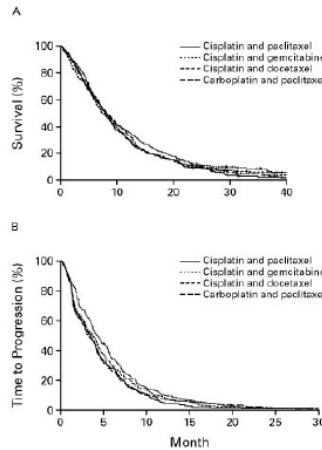 A
100
80
60
40
20
0
Survival (%)
Cisplatin and paclitaxel
Cisplatin and gemcitabine
Cisplatin and docetaxel
Carboplatin and paclitaxel
0 10 20 30 40
B
100
80
60
40
20
0
Time to Progression (%)
Cisplatin and paclitaxel
Cisplatin and gemcitabine
Cisplatin and docetaxel
Carboplatin and paclitaxel
0 5 10 15 20 25 30
Month